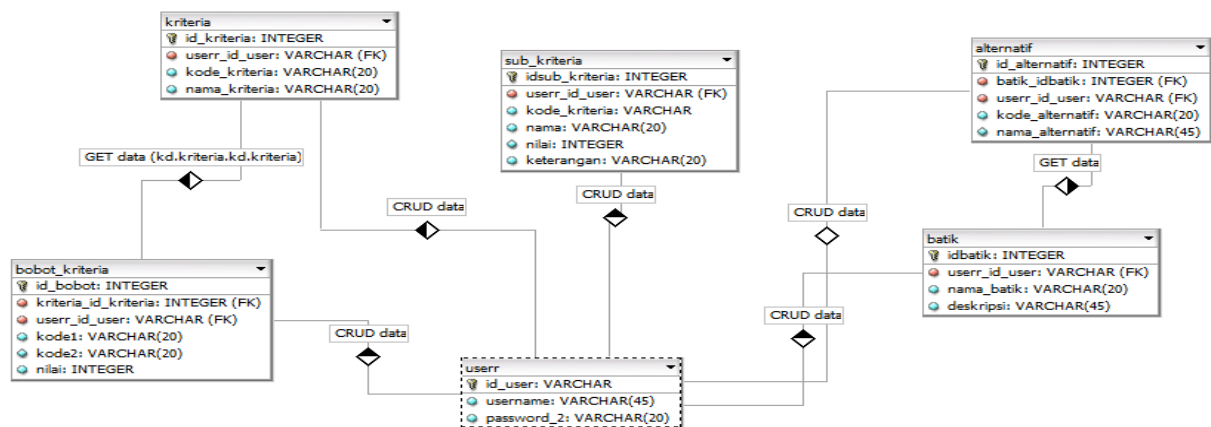 kriteria
id_kriteria: INTEGER
userr_id_user: VARCHAR (FK)
kode_kriteria: VARCHAR(20)
nama_kriteria: VARCHAR(20)
sub_kriteria
idsub_kriteria: INTEGER
userr_id_user: VARCHAR (FK)
kode_kriteria: VARCHAR
nama: VARCHAR(20)
nilai: INTEGER
keterangan: VARCHAR(20)
alternatif
id_alternatif: INTEGER
batik_idbatik: INTEGER (FK)
userr_id_user: VARCHAR (FK)
kode_alternatif: VARCHAR(20)
nama_alternatif: VARCHAR(45)
GET data (kd.kriteria.kd.kriteria)
GET data
CRUD data
CRUD data
CRUD data
bobot_kriteria
id_bobot: INTEGER
kriteria_id_kriteria: INTEGER (FK)
userr_id_user: VARCHAR (FK)
kode1: VARCHAR(20)
kode2: VARCHAR(20)
nilai: INTEGER
batik
idbatik: INTEGER
userr_id_user: VARCHAR (FK)
nama_batik: VARCHAR(20)
deskripsi: VARCHAR(45)
CRUD data
CRUD data
userr
id_user: VARCHAR
username: VARCHAR(45)
password_2: VARCHAR(20)